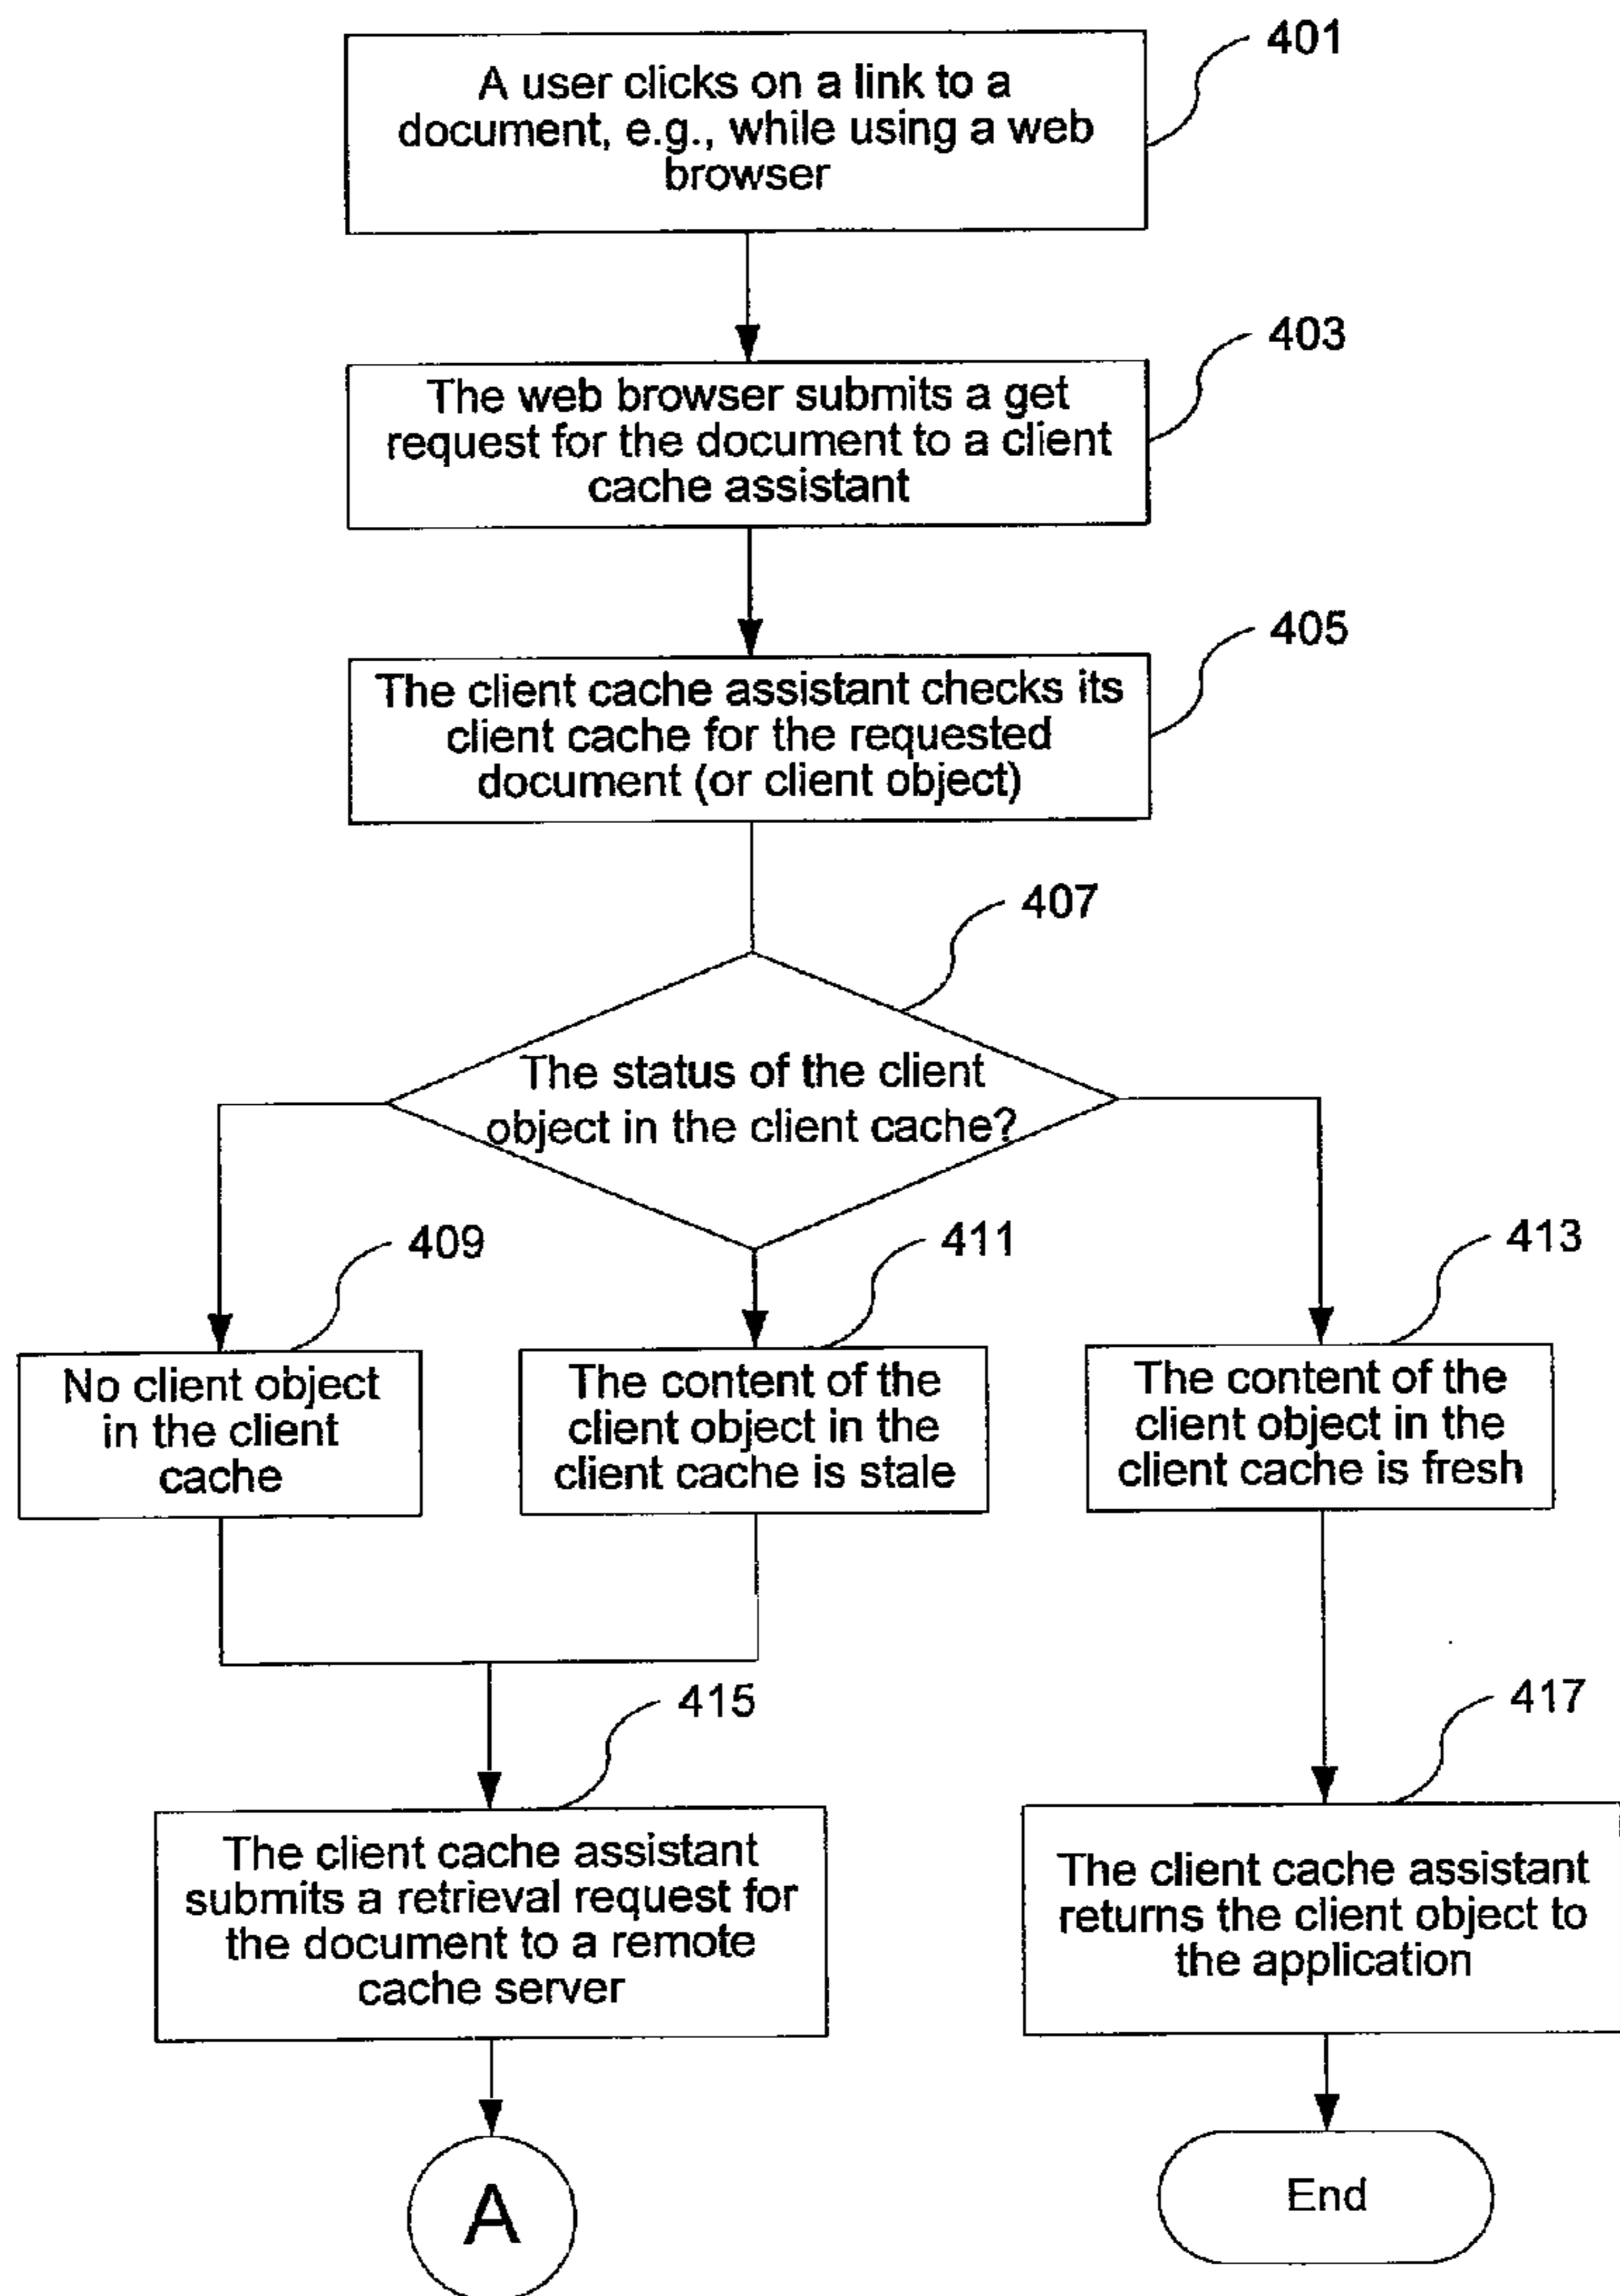 401
A user clicks on a link to a
document, e.g., while using a web
browser
403
The web browser submits a get
request for the document to a client
cache assistant
405
The client cache assistant checks its
client cache for the requested
document (or client object)
407
The status of the client
object in the client cache?
409
No client object
in the client
cache
411
The content of the
client object in the
client cache is stale
413
The content of the
client object in the
client cache is fresh
415
The client cache assistant
submits a retrieval request for
the document to a remote
cache server
417
The client cache assistant
returns the client object to
the application
A
End